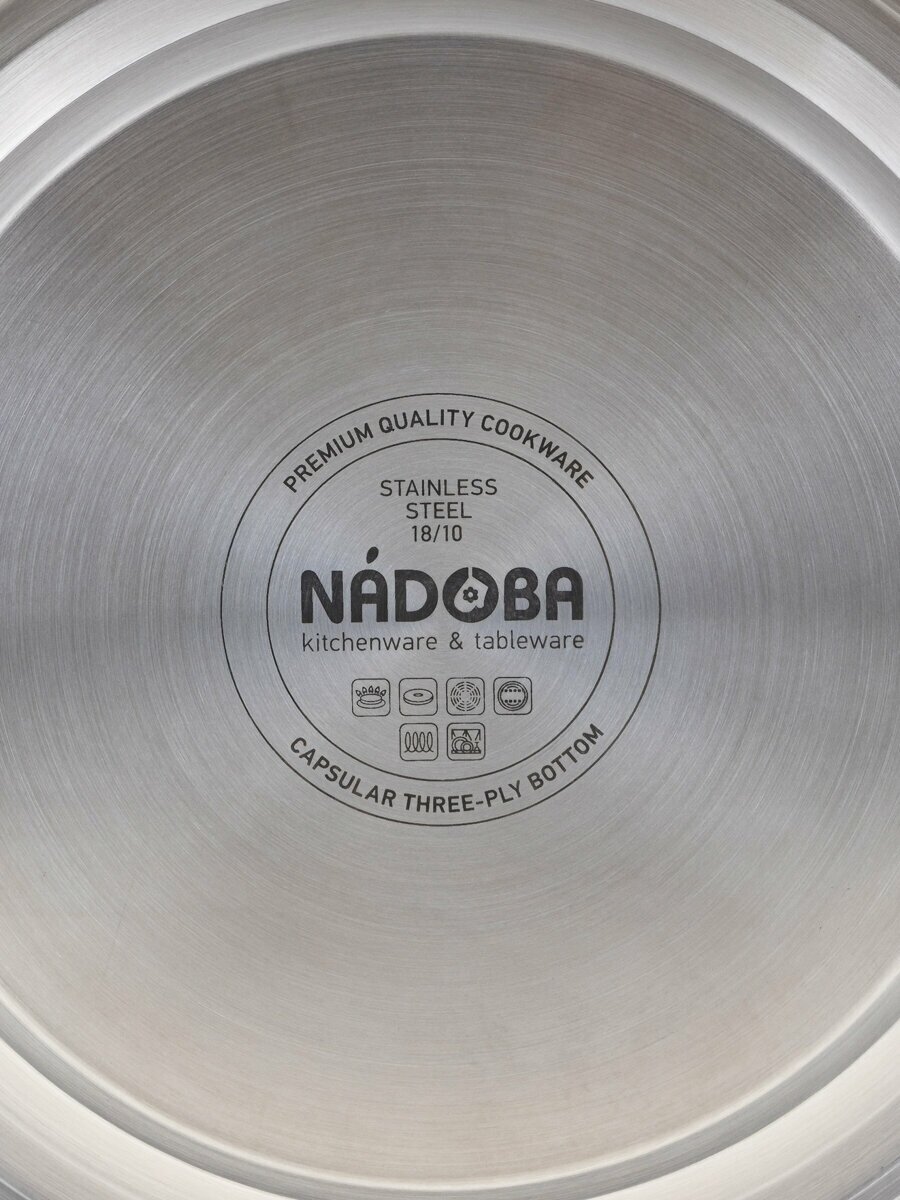 PREMIUM QUALITY COOKWARE
STAINLESS
STEEL
18/10
NÁDOBA
kitchenware & tableware
CAPSULAR THREE-PLY BOTTOM